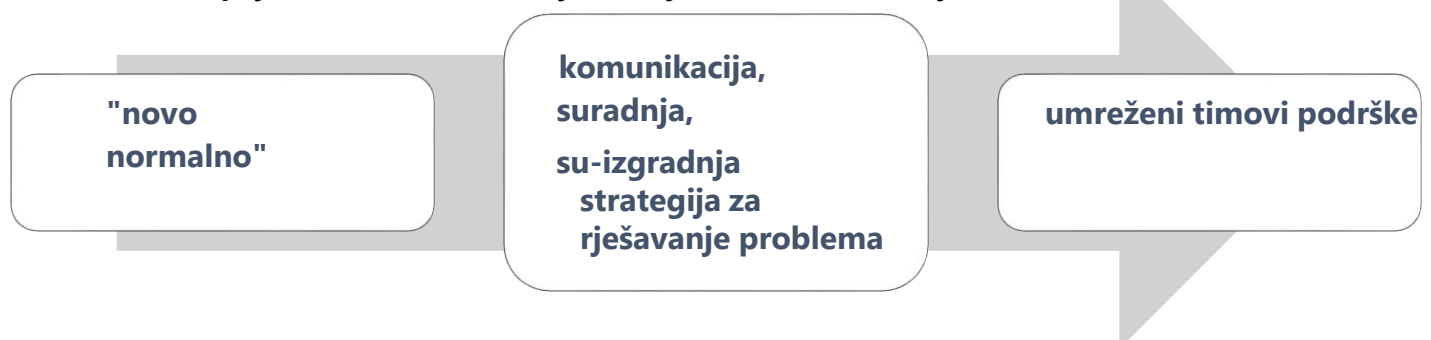 "novo
normalno"
komunikacija,
suradnja,
su-izgradnja
strategija za
rješavanje problema
umreženi timovi podrške